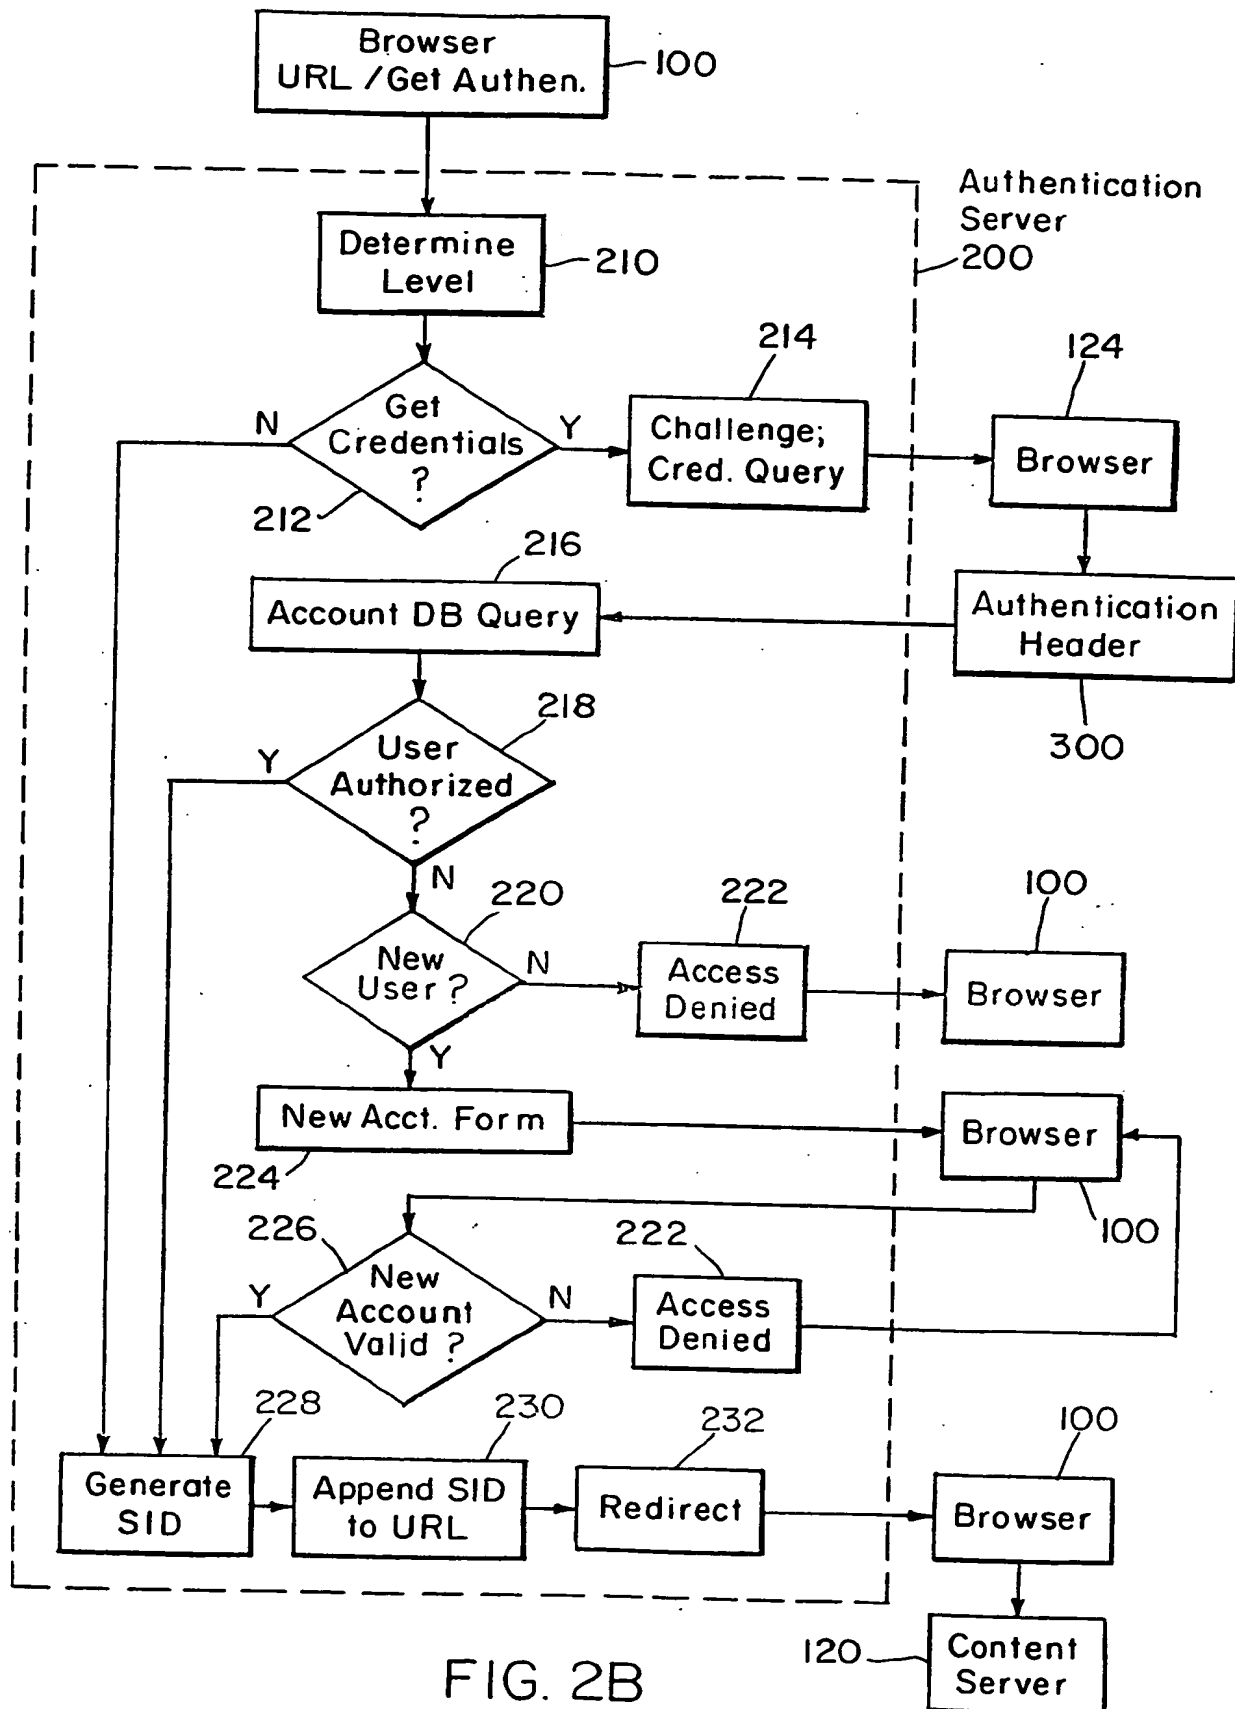 Browser
URL / Get Authen.
100
Authentication
Server
200
Determine
Level
210
214
124
N
Get
Credentials
?
Y
Challenge;
Cred. Query
Browser
212
216
Account DB Query
Authentication
Header
218
300
Y
User
Authorized
?
N
220
222
100
New
User ?
N
Access
Denied
Browser
Y
New Acct. Form
Browser
224
100
226
222
Y
New
Account
Valid ?
N
Access
Denied
228
230
232
100
Generate
SID
Append SID
to URL
Redirect
Browser
120
Content
Server
FIG. 2B